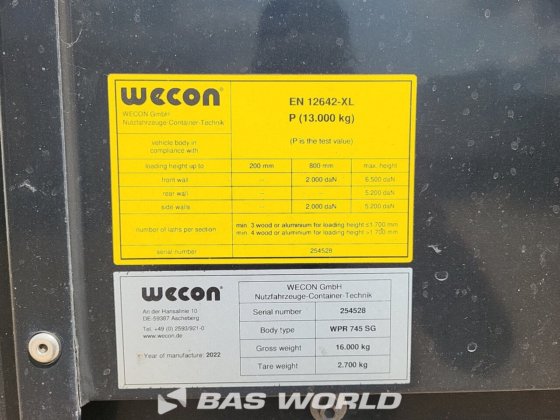 wecon®
WECON GmbH
Nutzfahrzeuge-Container-Technik
EN 12642-XL
P (13.000 kg)
vehicle body in
compliance with
(P is the test value)
loading height up to 200 mm 800 mm max. height
front wall -- 2.000 daN 6.500 daN
rear wall -- -- 5.200 daN
side walls -- 2.000 daN 5.200 daN
number of laths per section
min. 3 wood or aluminium for loading height ≤1.700 mm
min. 4 wood or aluminium for loading height >1.700 mm
serial number 254528
wecon®
An der Hansalinie 10
DE-59387 Ascheberg
Tel. +49 (0) 2593/921-0
www.wecon.de
Year of manufacture: 2022
WECON GmbH
Nutzfahrzeuge-Container-Technik
Serial number 254528
Body type WPR 745 SG
Gross weight 16.000 kg
Tare weight 2.700 kg
BAS WORLD